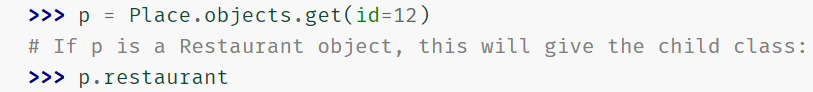 >>> p = Place.objects.get(id=12)
# If p is a Restaurant object, this will give the child class:
>>> p.restaurant